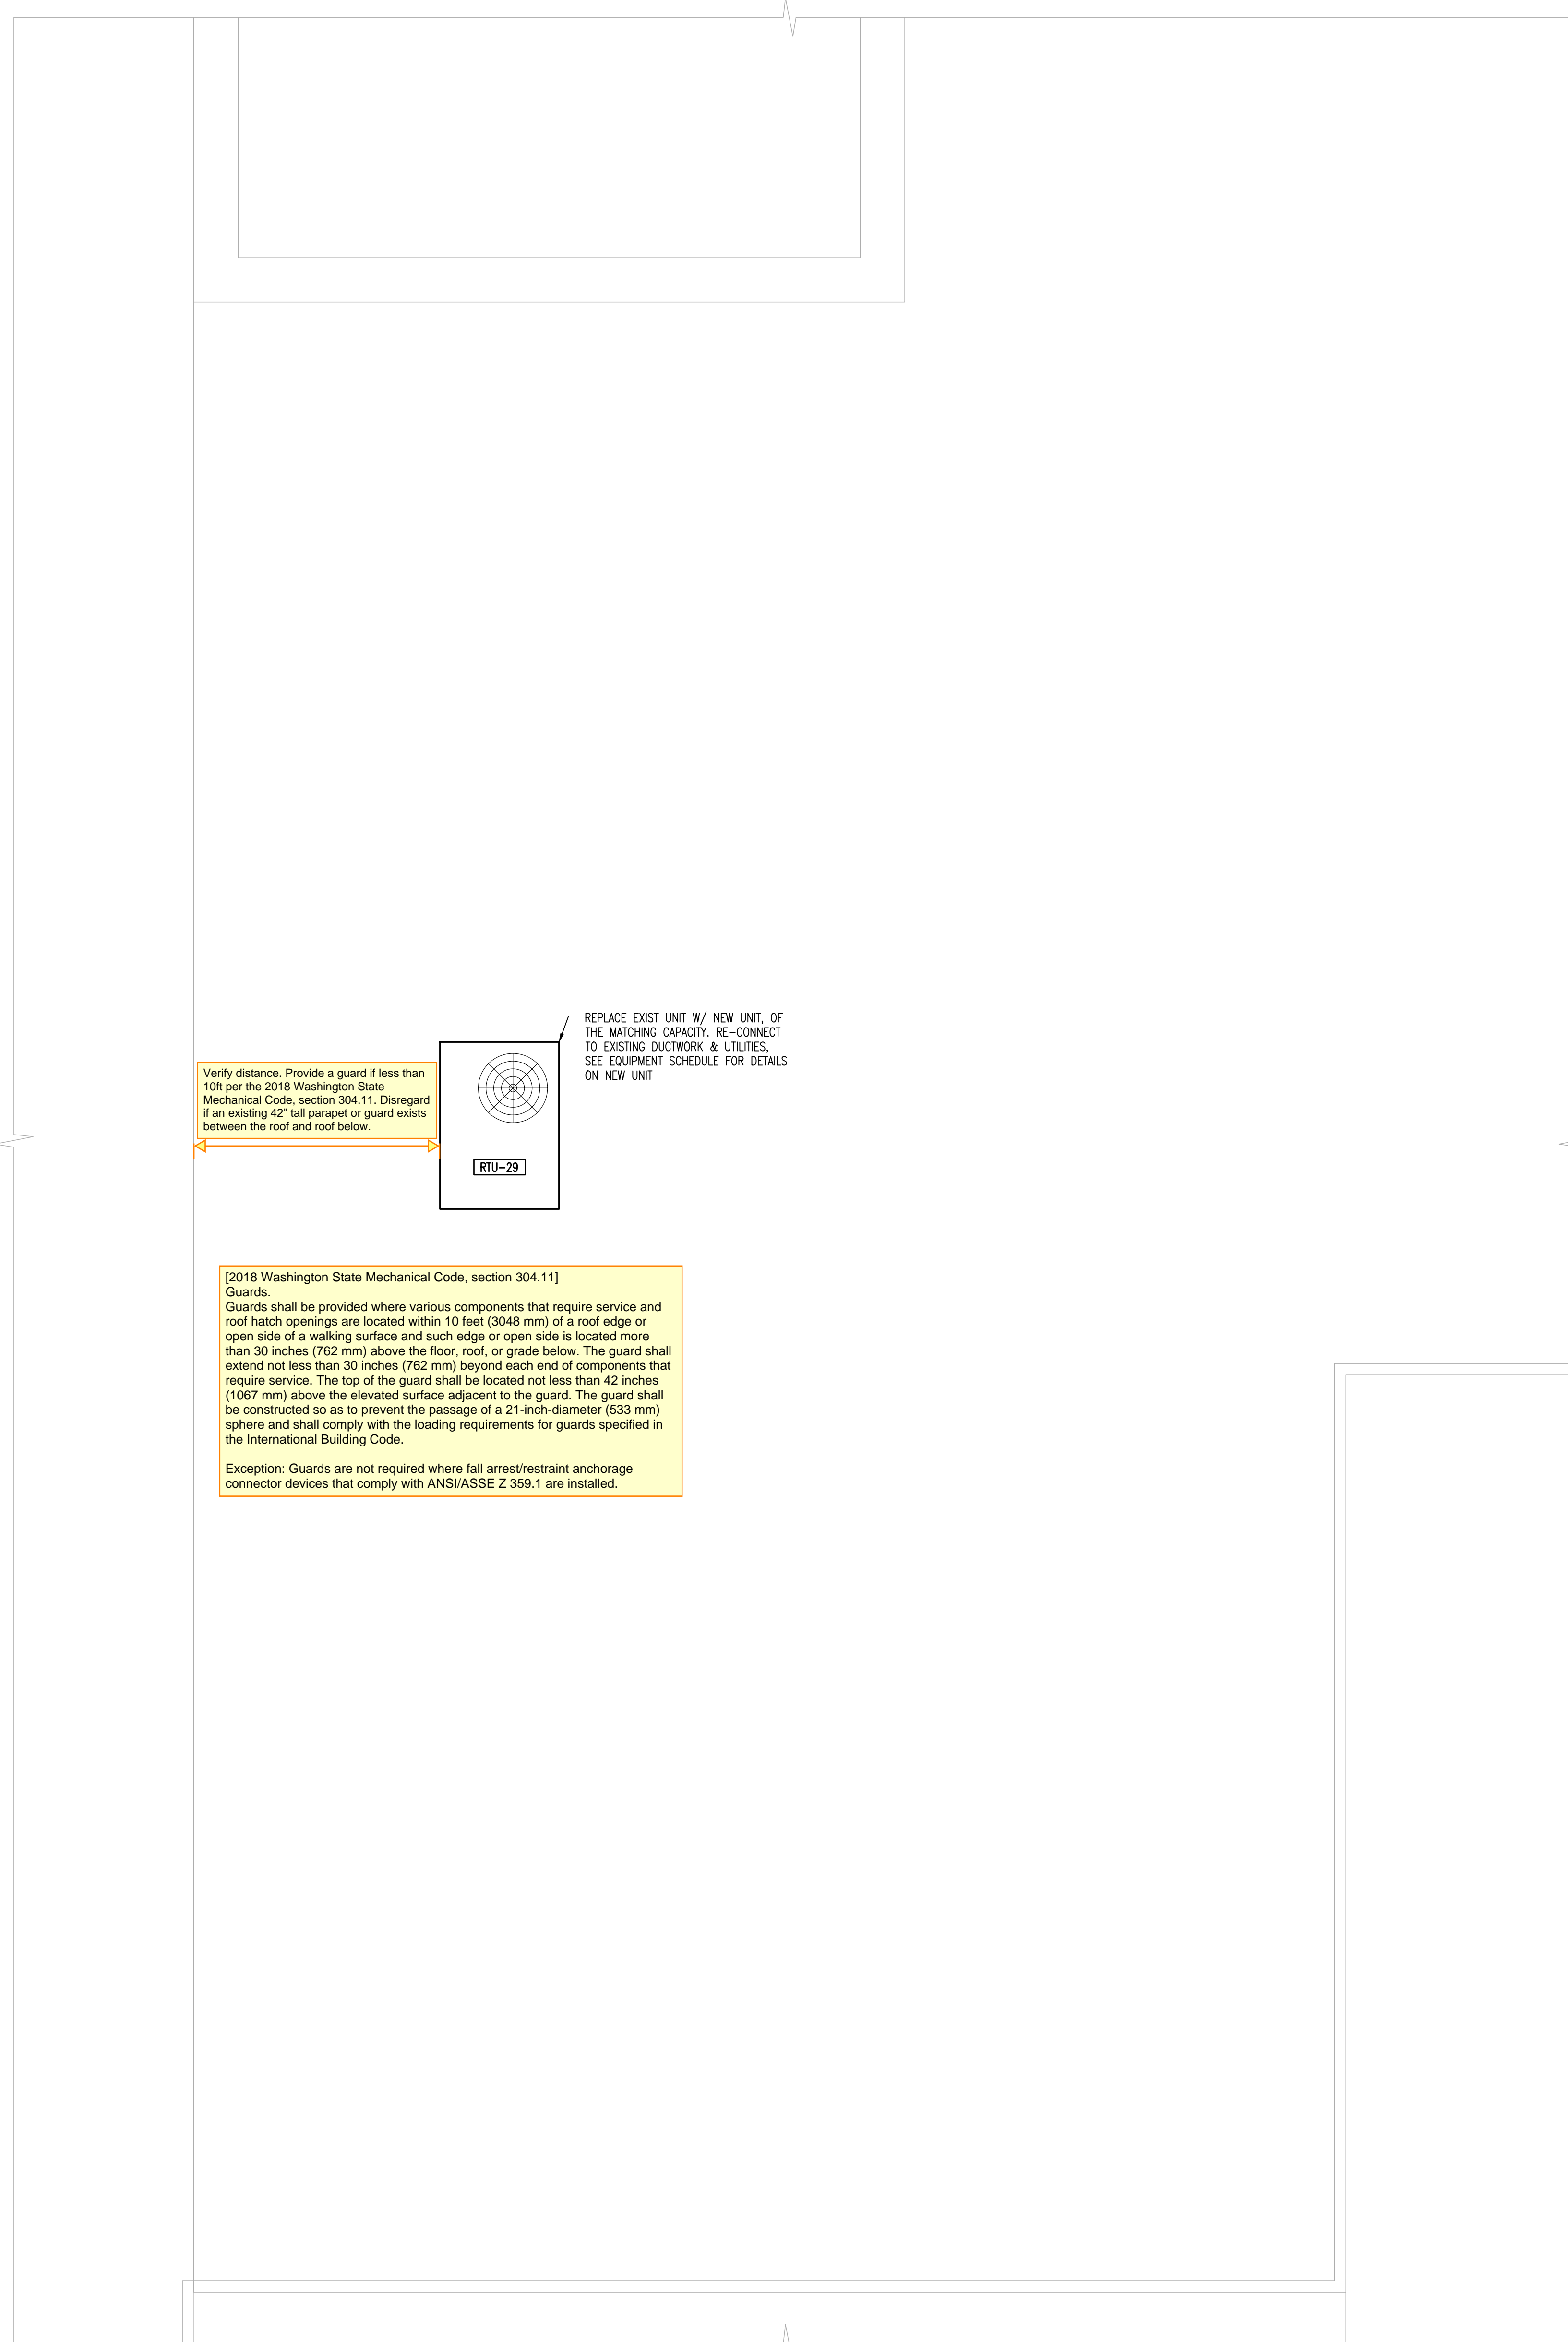 REPLACE EXIST UNIT W/ NEW UNIT, OF
THE MATCHING CAPACITY. RE-CONNECT
TO EXISTING DUCTWORK & UTILITIES,
SEE EQUIPMENT SCHEDULE FOR DETAILS
ON NEW UNIT
Verify distance. Provide a guard if less than
10ft per the 2018 Washington State
Mechanical Code, section 304.11. Disregard
if an existing 42" tall parapet or guard exists
between the roof and roof below.
RTU-29
[2018 Washington State Mechanical Code, section 304.11]
Guards.
Guards shall be provided where various components that require service and
roof hatch openings are located within 10 feet (3048 mm) of a roof edge or
open side of a walking surface and such edge or open side is located more
than 30 inches (762 mm) above the floor, roof, or grade below. The guard shall
extend not less than 30 inches (762 mm) beyond each end of components that
require service. The top of the guard shall be located not less than 42 inches
(1067 mm) above the elevated surface adjacent to the guard. The guard shall
be constructed so as to prevent the passage of a 21-inch-diameter (533 mm)
sphere and shall comply with the loading requirements for guards specified in
the International Building Code.
Exception: Guards are not required where fall arrest/restraint anchorage
connector devices that comply with ANSI/ASSE Z 359.1 are installed.